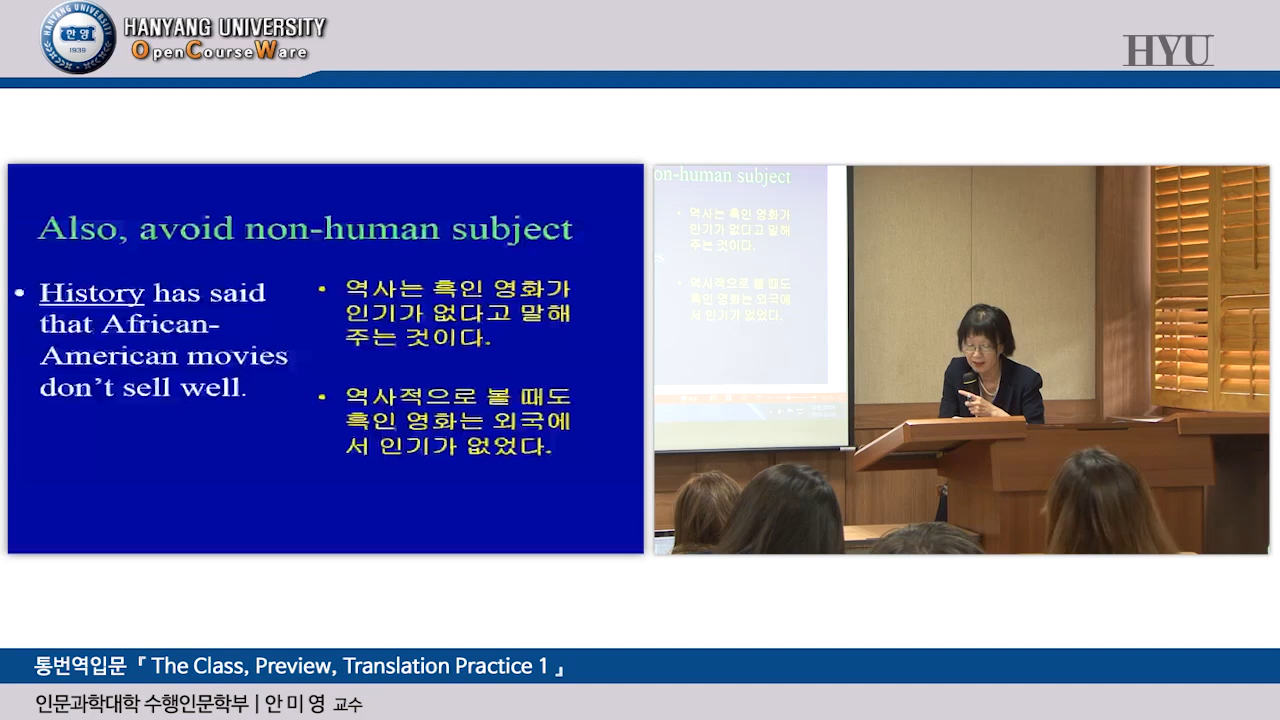 HANYANG UNIVERSITY
한양
1939
HANYANG UNIVERSITY
OpenCourseWare
HYU
Also, avoid non-human subject
• History has said
that African-
American movies
don't sell well.
• 역사는 흑인 영화가
인기가 없다고 말해
주는 것이다.
• 역사적으로 볼 때도
흑인 영화는 외국에
서 인기가 없었다.
on-human subject
• 역사는 흑인 영화가
인기가 없다고 말해
주는 것이다.
es
• 역사적으로 볼 때도
흑인 영화는 외국에
서 인기가 없었다.
통번역입문 『 The Class, Preview, Translation Practice 1 』
인문과학대학 수행인문학부 | 안 미 영 교수